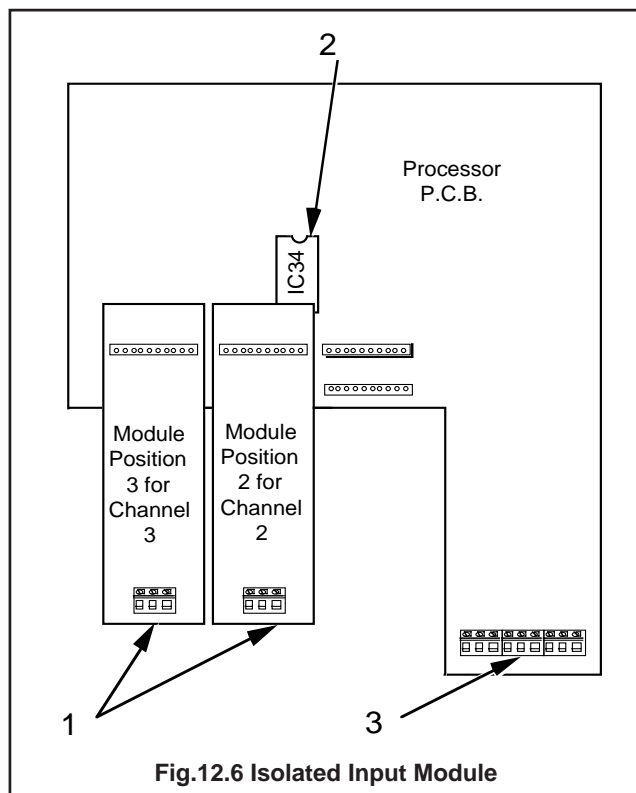 2
Processor
P.C.B.
IC34
Module
Position
3 for
Channel
3
Module
Position
2 for
Channel
2
1
3
Fig.12.6 Isolated Input Module